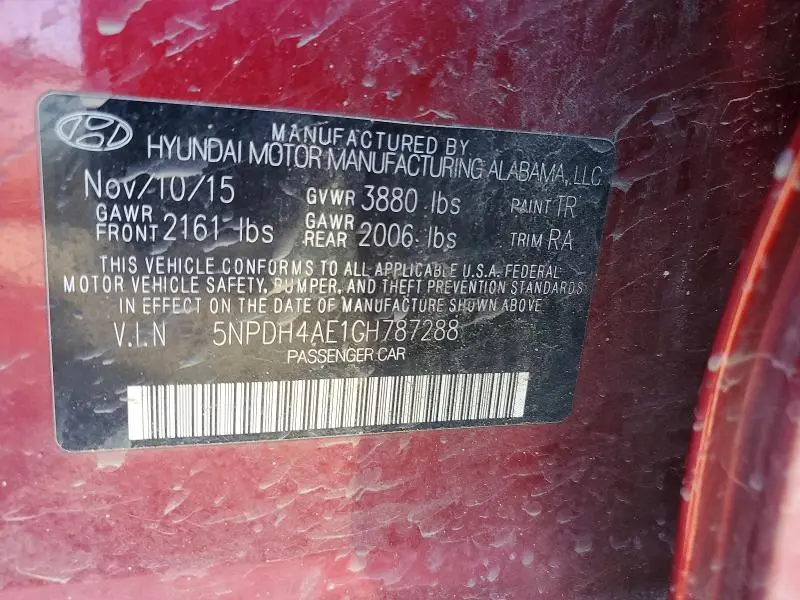 MANUFACTURED BY
HYUNDAI MOTOR MANUFACTURING ALABAMA, LLC
Nov/10/15 GVWR 3880 lbs PAINT TR
GAWR FRONT 2161 lbs GAWR REAR 2006 lbs TRIM RA
THIS VEHICLE CONFORMS TO ALL APPLICABLE U.S.A. FEDERAL
MOTOR VEHICLE SAFETY, BUMPER, AND THEFT PREVENTION STANDARDS
IN EFFECT ON THE DATE OF MANUFACTURE SHOWN ABOVE.
V.I.N 5NPDH4AE1GH787288
PASSENGER CAR